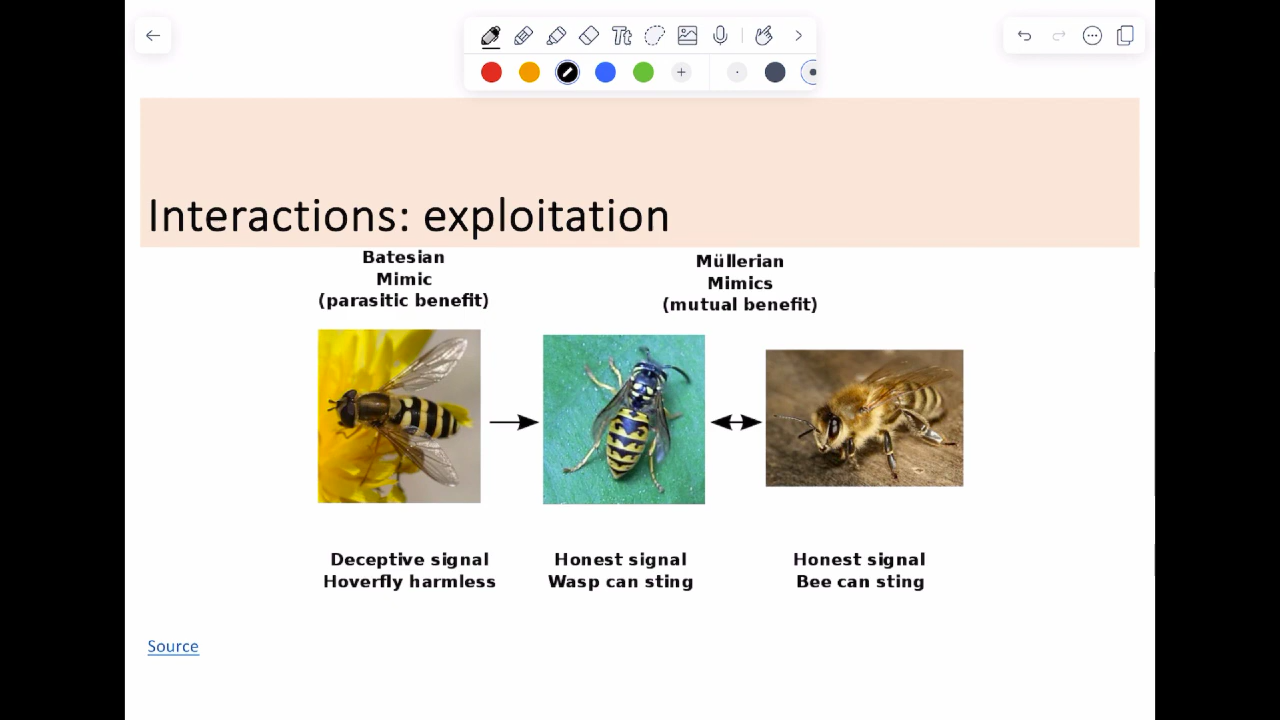 Tt
Interactions: exploitation
Batesian
Mimic
(parasitic benefit)
Müllerian
Mimics
(mutual benefit)
Deceptive signal
Hoverfly harmless
Honest signal
Wasp can sting
Honest signal
Bee can sting
Source